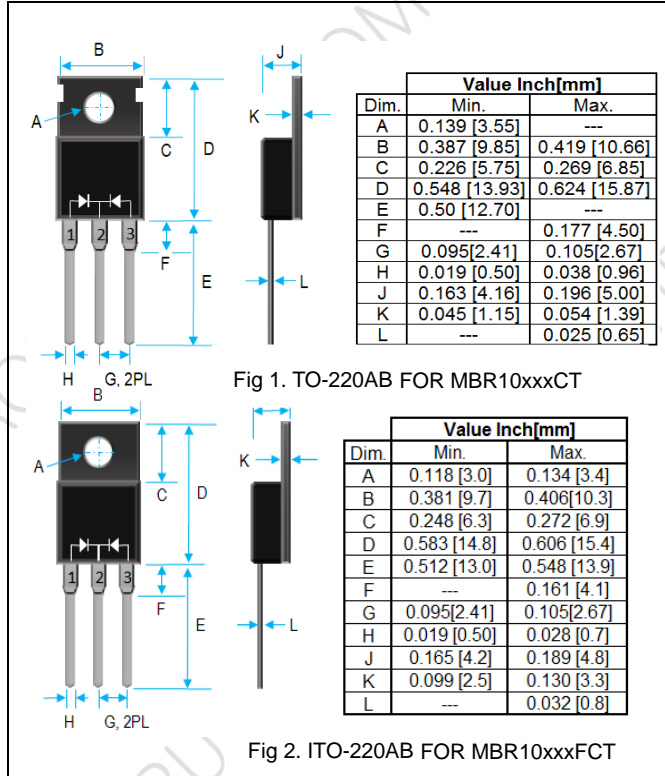 B
J
A
K
C
D
1 2 3
F
E
L
H
G, 2PL
Value Inch[mm]
Dim. Min. Max.
A 0.139 [3.55] ---
B 0.387 [9.85] 0.419 [10.66]
C 0.226 [5.75] 0.269 [6.85]
D 0.548 [13.93] 0.624 [15.87]
E 0.50 [12.70] ---
F --- 0.177 [4.50]
G 0.095[2.41] 0.105[2.67]
H 0.019 [0.50] 0.038 [0.96]
J 0.163 [4.16] 0.196 [5.00]
K 0.045 [1.15] 0.054 [1.39]
L --- 0.025 [0.65]
Fig 1. TO-220AB FOR MBR10xxxCT
B
A
K
C
D
1 2 3
F
E
L
H
G, 2PL
Value Inch[mm]
Dim. Min. Max.
A 0.118 [3.0] 0.134 [3.4]
B 0.381 [9.7] 0.406[10.3]
C 0.248 [6.3] 0.272 [6.9]
D 0.583 [14.8] 0.606 [15.4]
E 0.512 [13.0] 0.548 [13.9]
F --- 0.161 [4.1]
G 0.095[2.41] 0.105[2.67]
H 0.019 [0.50] 0.028 [0.7]
J 0.165 [4.2] 0.189 [4.8]
K 0.099 [2.5] 0.130 [3.3]
L --- 0.032 [0.8]
Fig 2. ITO-220AB FOR MBR10xxxFCT